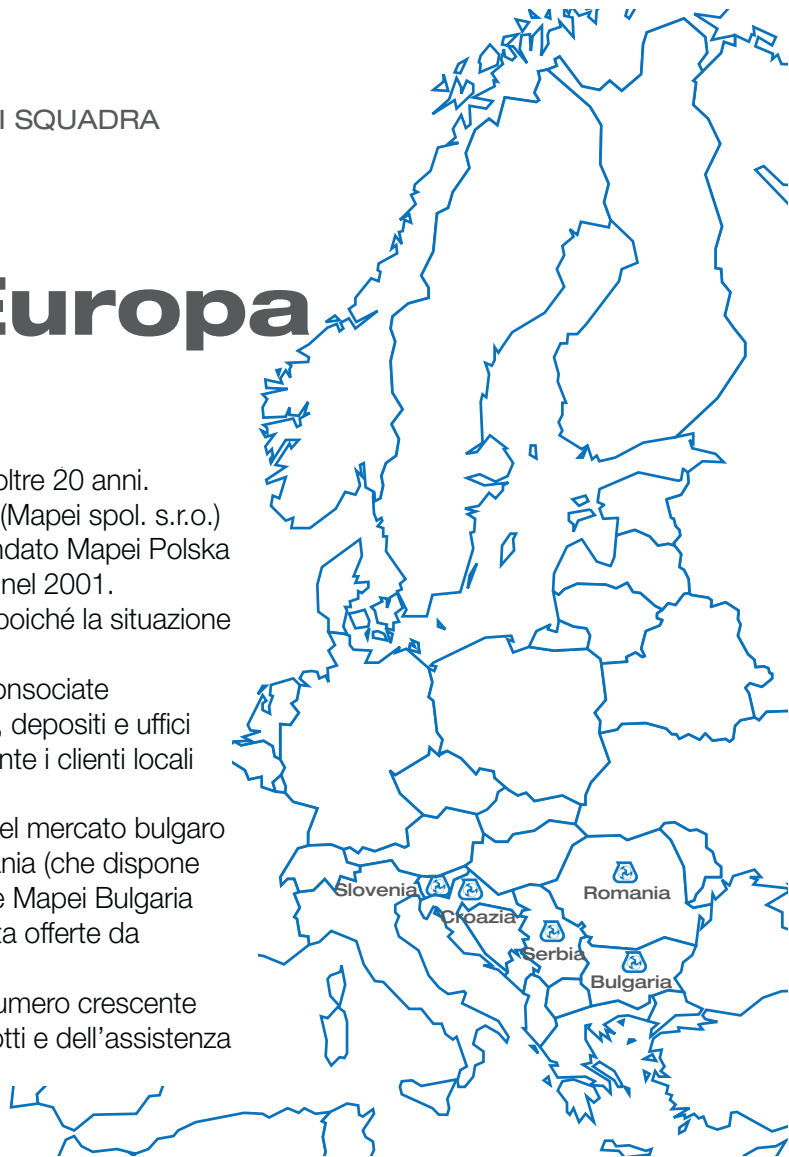 I SQUADRA
Europa
oltre 20 anni.
(Mapei spol. s.r.o.)
ndato Mapei Polska
nel 2001.
poiché la situazione
onsociate
, depositi e uffici
nte i clienti locali
el mercato bulgaro
ania (che dispone
e Mapei Bulgaria
ta offerte da
umero crescente
otti e dell’assistenza
Slovenia
Croazia
Romania
Serbia
Bulgaria